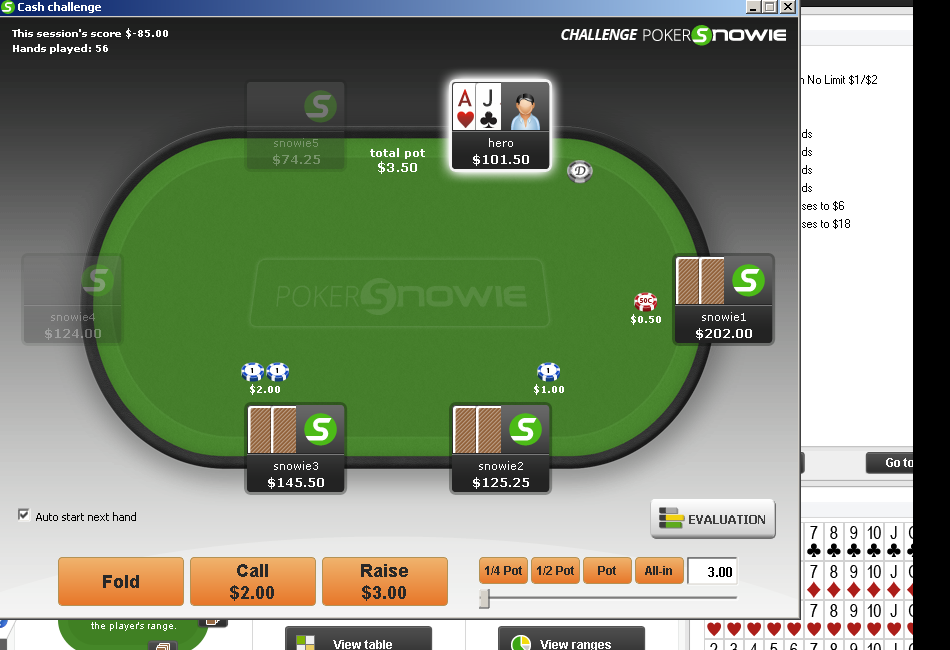 Cash challenge
This session's score $-85.00
Hands played: 56
CHALLENGE POKERSNOWIE
No Limit $1/$2
snowie5
$74.25
total pot
$3.50
A J
hero
$101.50
D
ds
ds
ds
ds
ses to $6
ses to $18
snowie4
$124.00
POKERSNOWIE
SOC
$0.50
snowie1
$202.00
1 1
$2.00
1
$1.00
snowie3
$145.50
snowie2
$125.25
Go to
Auto start next hand
EVALUATION
Fold
Call
$2.00
Raise
$3.00
1/4 Pot
1/2 Pot
Pot
All-in
3.00
7 8 9 10 J
7 8 9 10 J
7 8 9 10 J
the player's range.
View table
View ranges